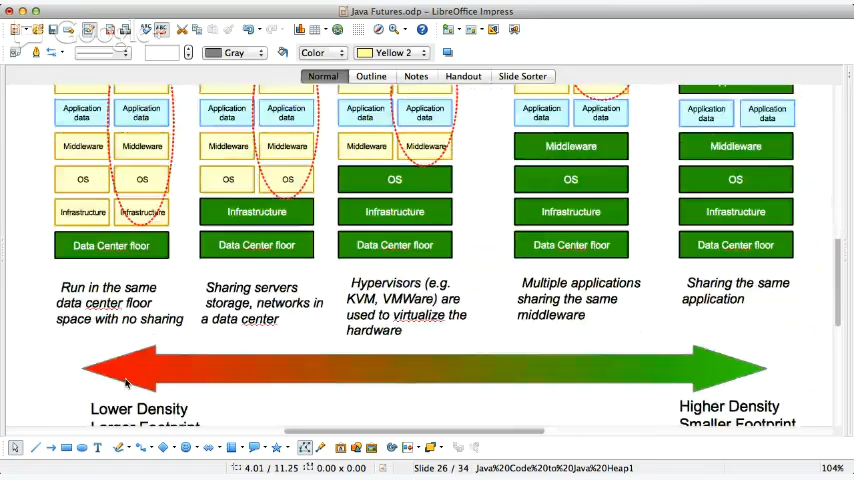 Java Futures.odp – LibreOffice Impress
Google
Gray
Color
Yellow 2
Normal
Outline
Notes
Handout
Slide Sorter
Application data
Application data
Application data
Application data
Application data
Application data
Application data
Application data
Application data
Application data
Middleware
Middleware
Middleware
Middleware
Middleware
Middleware
Middleware
Middleware
OS
OS
OS
OS
OS
OS
OS
Infrastructure
Infrastructure
Infrastructure
Infrastructure
Infrastructure
Infrastructure
Data Center floor
Data Center floor
Data Center floor
Data Center floor
Data Center floor
Run in the same
data center floor
space with no sharing
Sharing servers
storage, networks in
a data center
Hypervisors (e.g.
KVM, VMWare) are
used to virtualize the
hardware
Multiple applications
sharing the same
middleware
Sharing the same
application
Lower Density
Larger Footprint
Higher Density
Smaller Footprint
4.01 / 11.25
0.00 x 0.00
Slide 26 / 34
Java%20Code%20to%20Java%20Heap1
104%